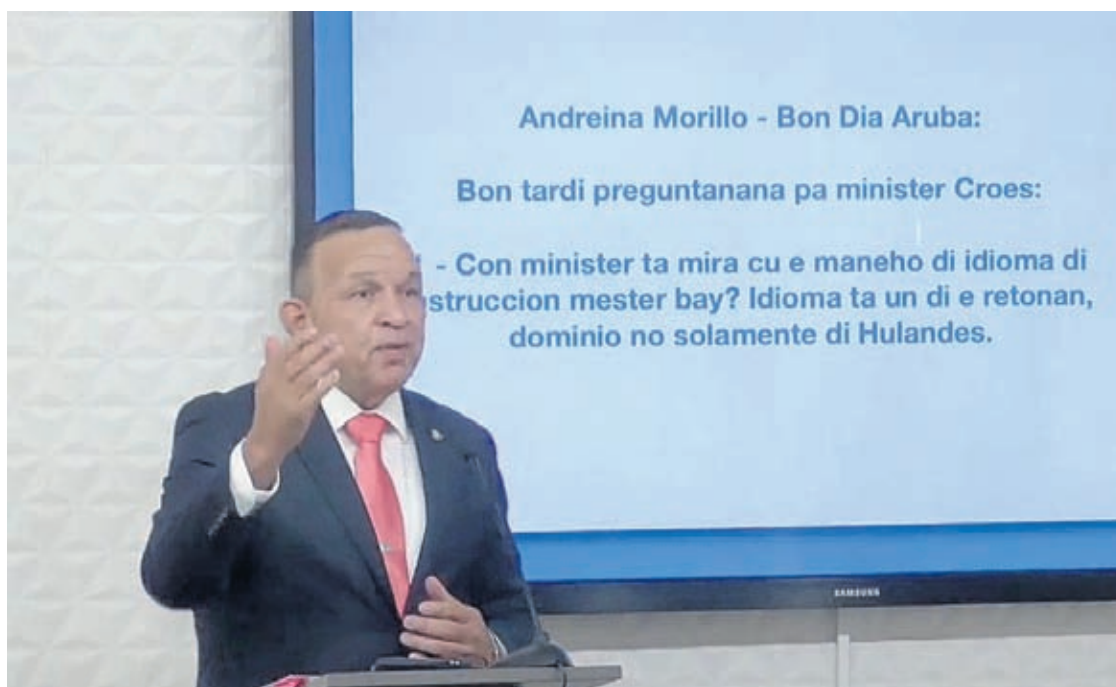 Andreina Morillo - Bon Dia Aruba:
Bon tardi preguntanana pa minister Croes:
- Con minister ta mira cu e maneho di idioma di
struccion mester bay? Idioma ta un di e retonan,
dominio no solamente di Hulandes.
SAMSUNG